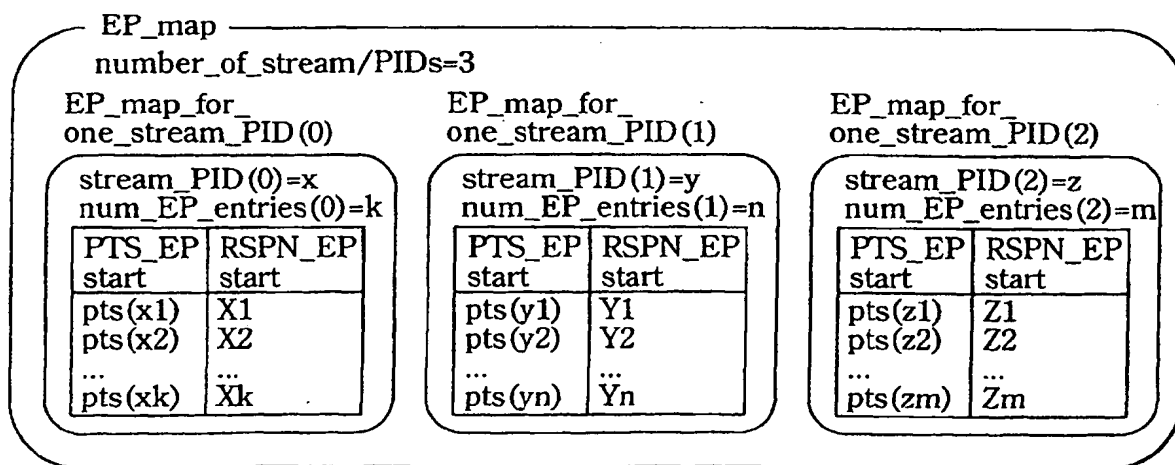 EP_map
number_of_stream/PIDs=3
EP_map_for_
one_stream_PID(0)
stream_PID(0)=x
num_EP_entries(0)=k
PTS_EP RSPN_EP
start start
pts(x1) X1
pts(x2) X2
... ...
pts(xk) Xk
EP_map_for_
one_stream_PID(1)
stream_PID(1)=y
num_EP_entries(1)=n
PTS_EP RSPN_EP
start start
pts(y1) Y1
pts(y2) Y2
... ...
pts(yn) Yn
EP_map_for_
one_stream_PID(2)
stream_PID(2)=z
num_EP_entries(2)=m
PTS_EP RSPN_EP
start start
pts(z1) Z1
pts(z2) Z2
... ...
pts(zm) Zm